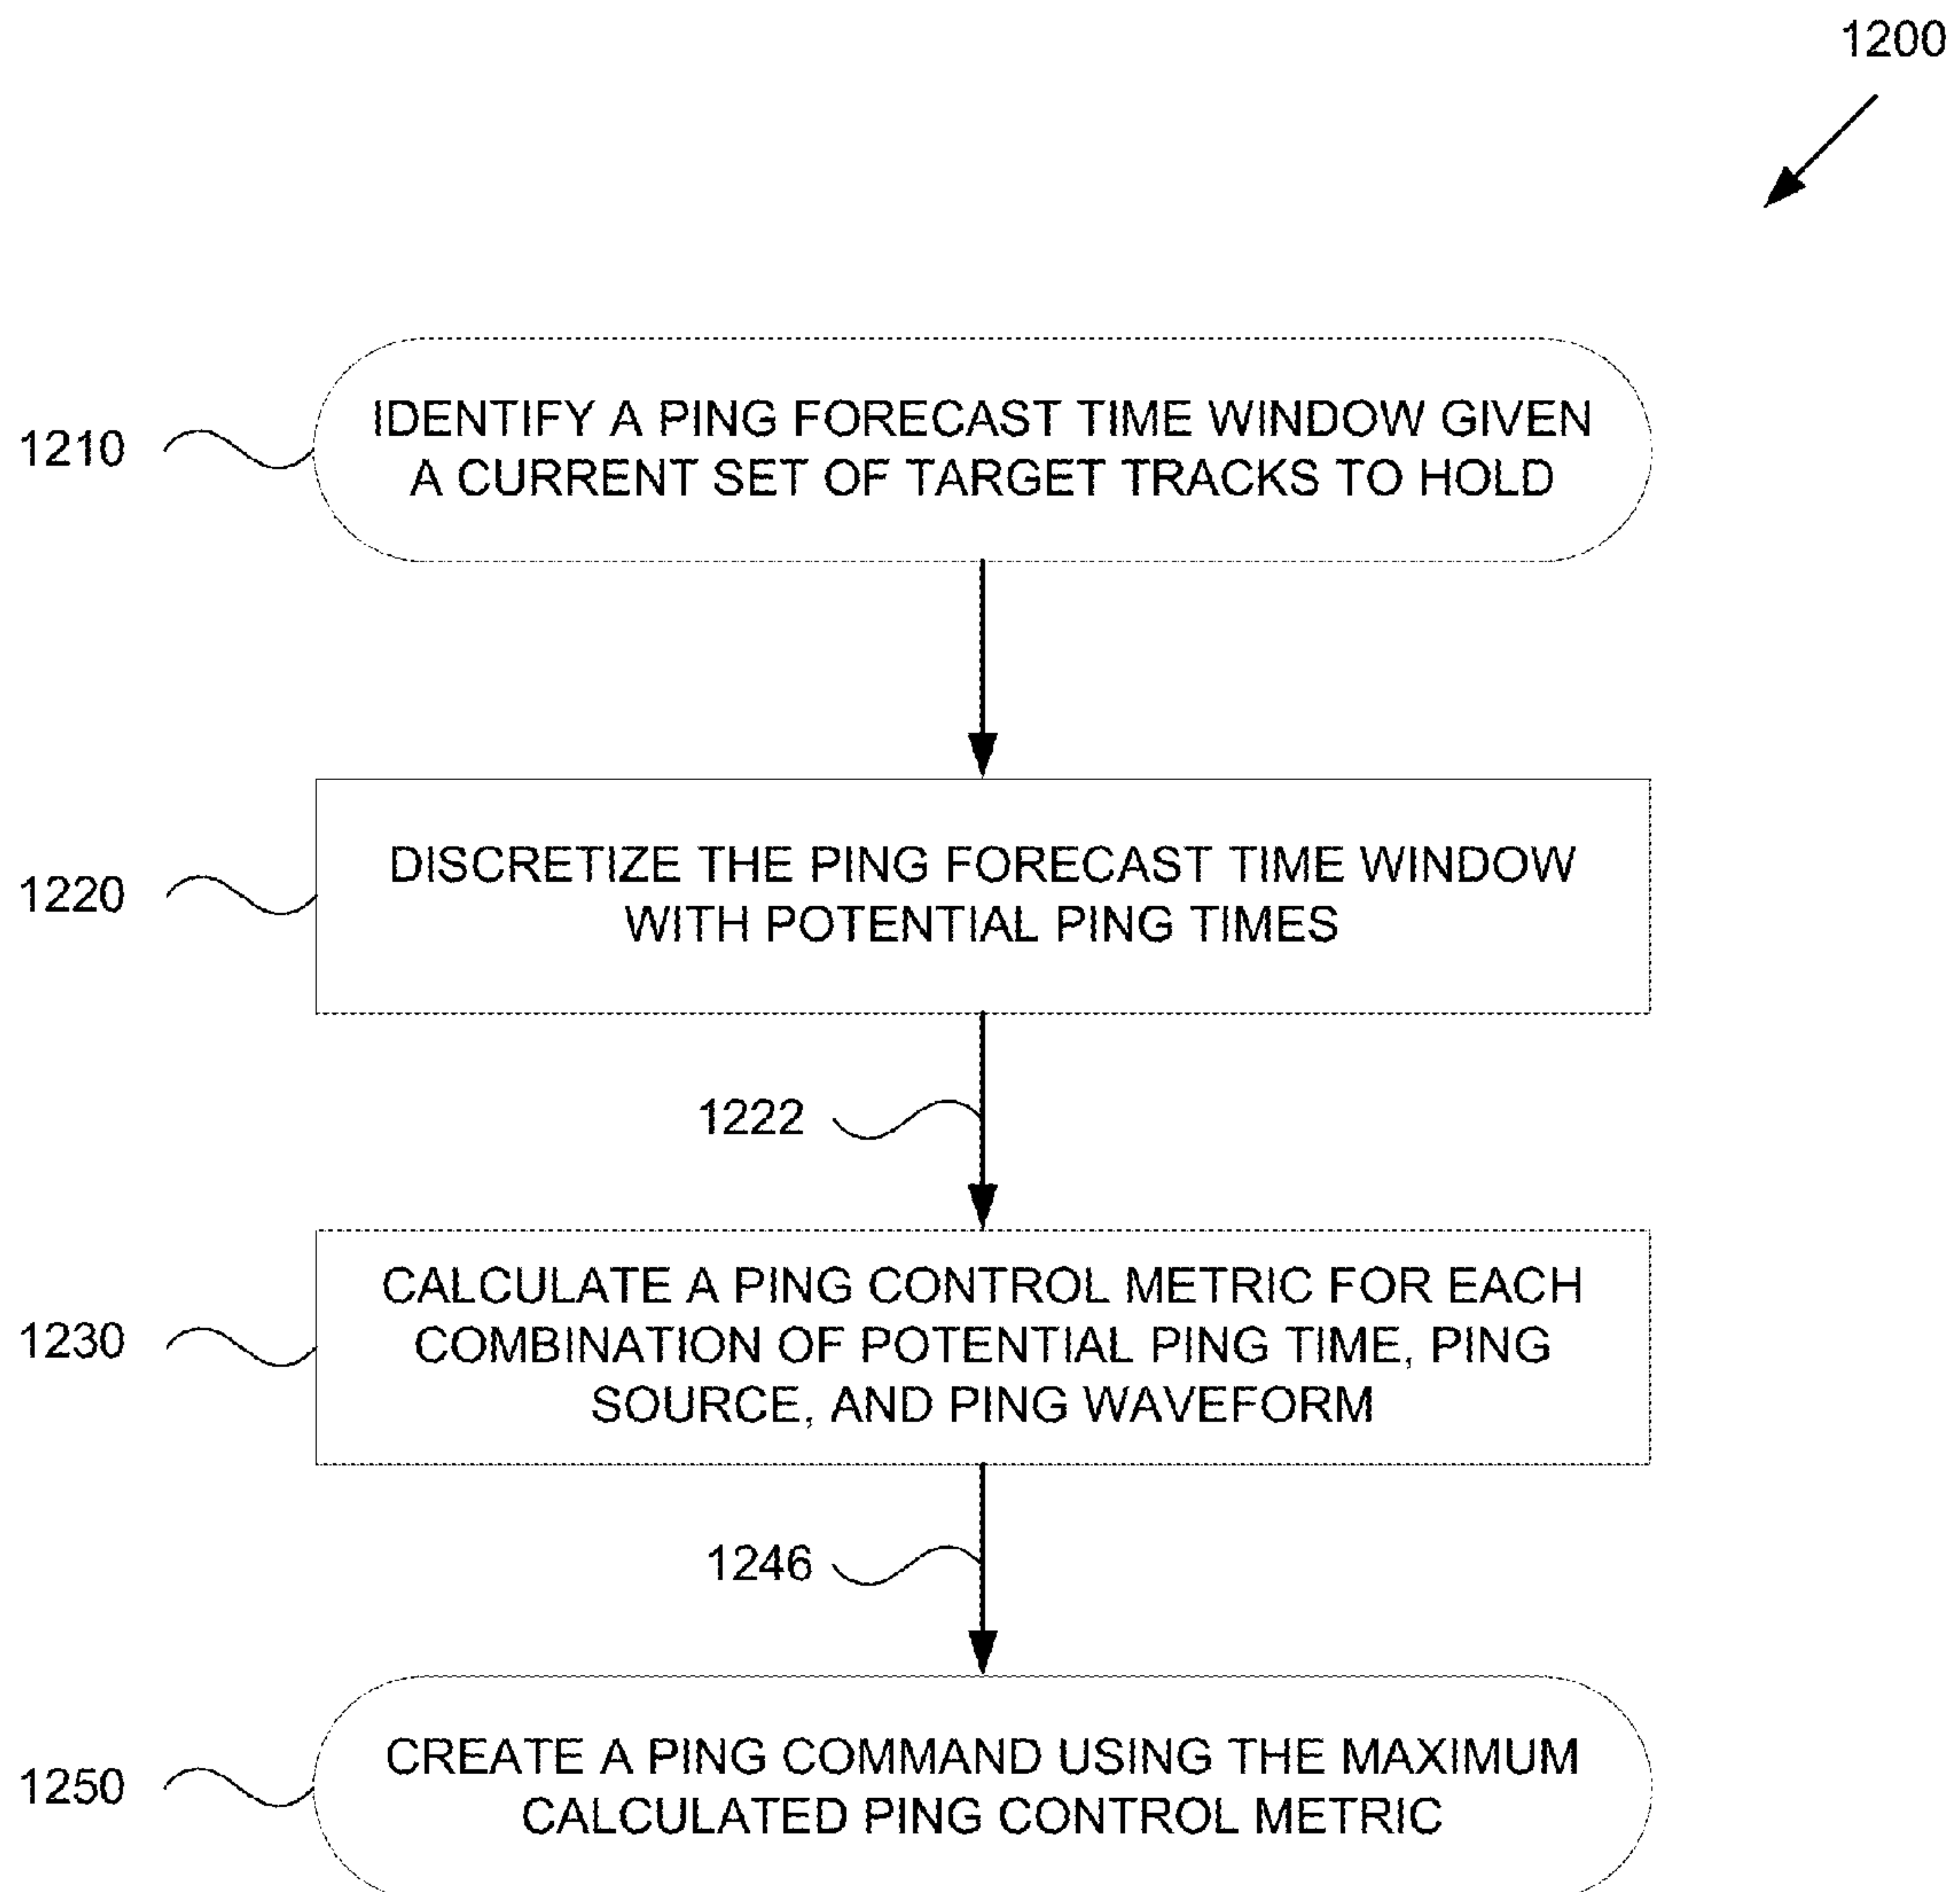 1200
1210
IDENTIFY A PING FORECAST TIME WINDOW GIVEN
A CURRENT SET OF TARGET TRACKS TO HOLD
1220
DISCRETIZE THE PING FORECAST TIME WINDOW
WITH POTENTIAL PING TIMES
1222
1230
CALCULATE A PING CONTROL METRIC FOR EACH
COMBINATION OF POTENTIAL PING TIME, PING
SOURCE, AND PING WAVEFORM
1246
1250
CREATE A PING COMMAND USING THE MAXIMUM
CALCULATED PING CONTROL METRIC